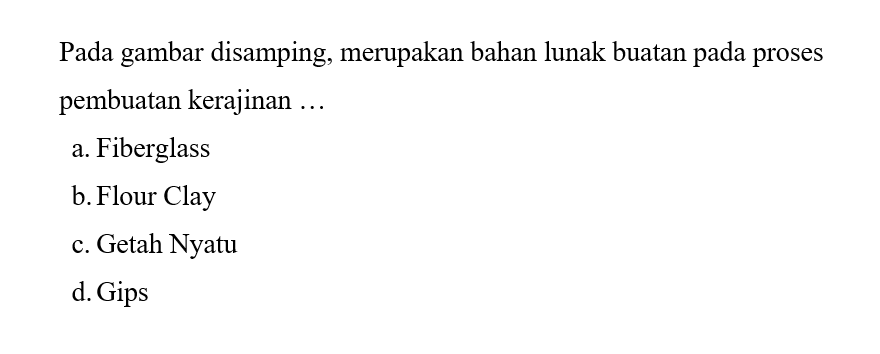 Pada gambar disamping, merupakan bahan lunak buatan pada proses
pembuatan kerajinan …
a. Fiberglass
b. Flour Clay
c. Getah Nyatu
d. Gips